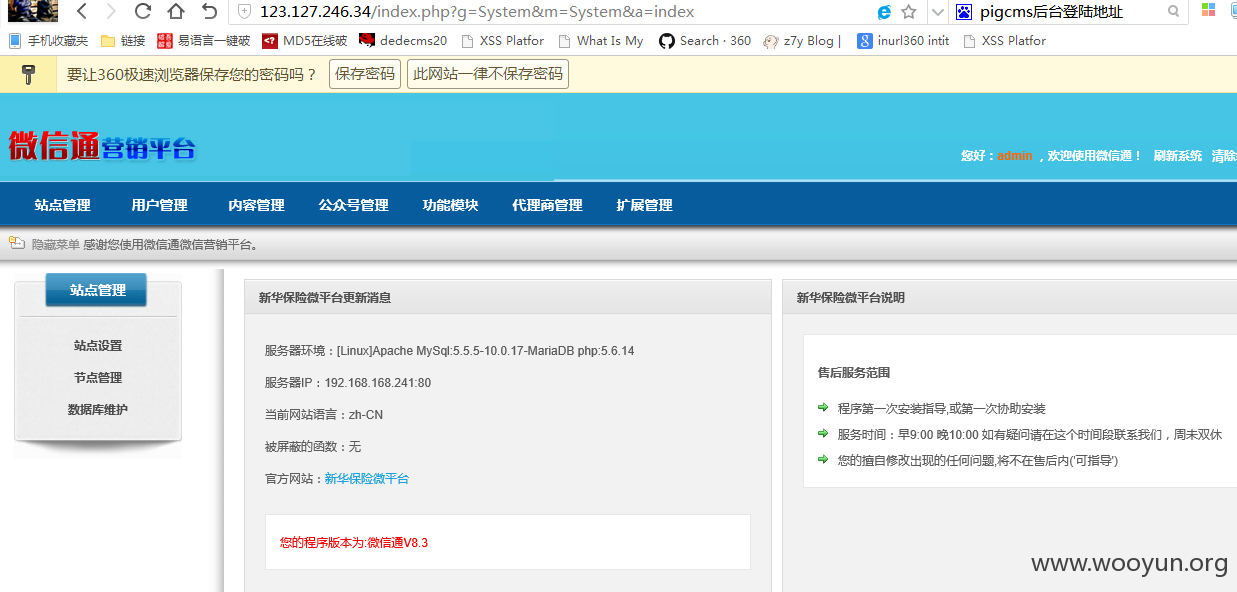 123.127.246.34/index.php?g=System&m=System&a=index
pigcms后台登陆地址
手机收藏夹 链接 易语言一键破 MD5在线破 dedecms20 XSS Platfor What Is My Search · 360 z7y Blog | inurl360 intit XSS Platfor
要让360极速浏览器保存您的密码吗？ 保存密码 此网站一律不保存密码
微信通营销平台
您好：admin ，欢迎使用微信通！ 刷新系统 清除
站点管理 用户管理 内容管理 公众号管理 功能模块 代理商管理 扩展管理
隐藏菜单 感谢您使用微信通微信营销平台。
站点管理
站点设置
节点管理
数据库维护
新华保险微平台更新消息
服务器环境：[Linux]Apache MySql:5.5.5-10.0.17-MariaDB php:5.6.14
服务器IP：192.168.168.241:80
当前网站语言：zh-CN
被屏蔽的函数：无
官方网站：新华保险微平台
您的程序版本为:微信通V8.3
新华保险微平台说明
售后服务范围
程序第一次安装指导,或第一次协助安装
服务时间：早9:00 晚10:00 如有疑问请在这个时间段联系我们，周末双休
您的擅自修改出现的任何问题,将不在售后内('可指导')
www.wooyun.org